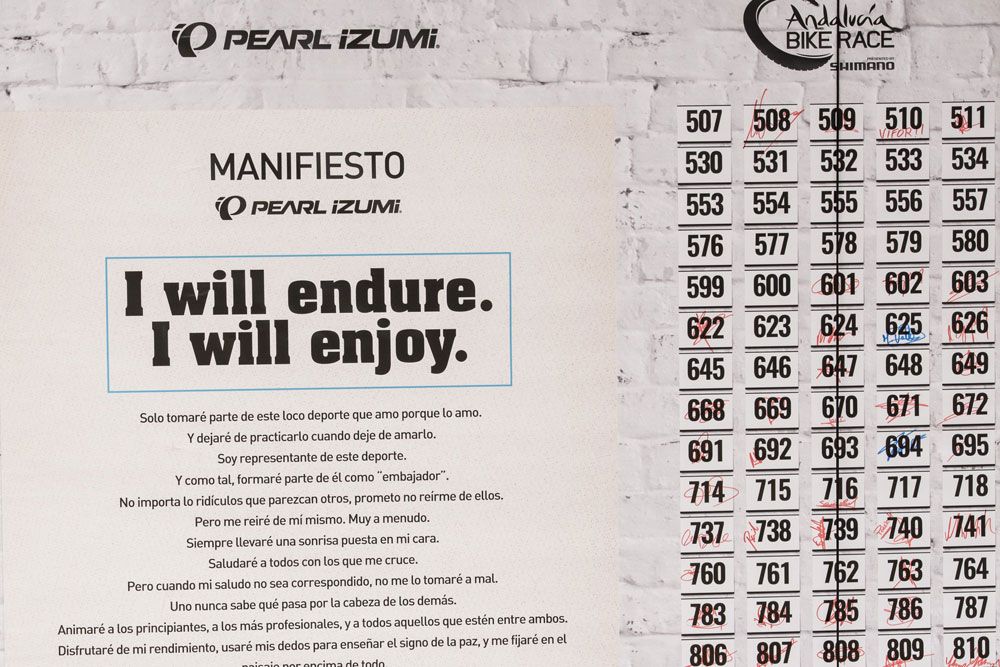 PEARL iZUMi
Andalucía
BIKE RACE
PRESENTED BY
SHIMANO
MANIFIESTO
PEARL iZUMi
I will endure.
I will enjoy.
Solo tomaré parte de este loco deporte que amo porque lo amo.
Y dejaré de practicarlo cuando deje de amarlo.
Soy representante de este deporte.
Y como tal, formaré parte de él como “embajador”.
No importa lo ridículos que parezcan otros, prometo no reírme de ellos.
Pero me reiré de mí mismo. Muy a menudo.
Siempre llevaré una sonrisa puesta en mi cara.
Saludaré a todos con los que me cruce.
Pero cuando mi saludo no sea correspondido, no me lo tomaré a mal.
Uno nunca sabe qué pasa por la cabeza de los demás.
Animaré a los principiantes, a los más profesionales, y a todos aquellos que estén entre ambos.
Disfrutaré de mi rendimiento, usaré mis dedos para enseñar el signo de la paz, y me fijaré en el
paisaje por encima de todo.
507 508 509 510 511
VIFORTI
530 531 532 533 534
553 554 555 556 557
576 577 578 579 580
599 600 601 602 603
622 623 624 625 626
645 646 647 648 649
668 669 670 671 672
691 692 693 694 695
714 715 716 717 718
737 738 739 740 741
760 761 762 763 764
783 784 785 786 787
806 807 808 809 810